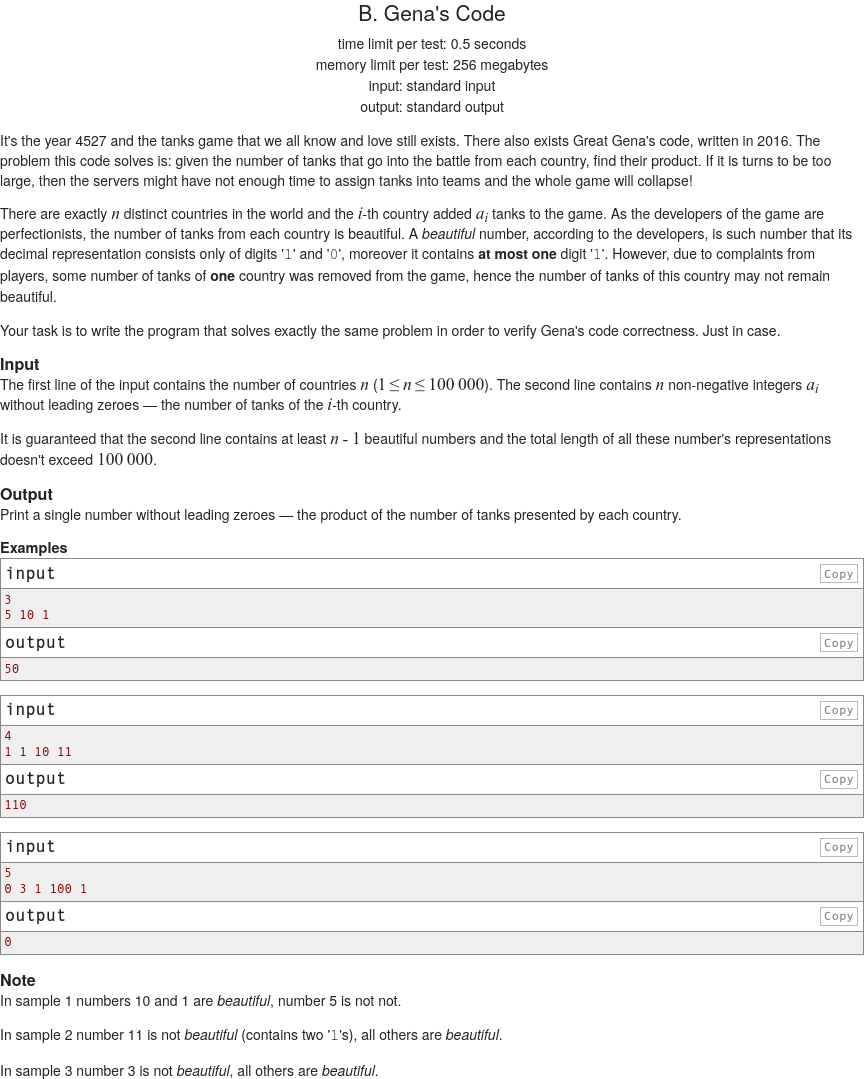 B. Gena's Code
time limit per test: 0.5 seconds
memory limit per test: 256 megabytes
input: standard input
output: standard output
It's the year 4527 and the tanks game that we all know and love still exists. There also exists Great Gena's code, written in 2016. The
problem this code solves is: given the number of tanks that go into the battle from each country, find their product. If it is turns to be too
large, then the servers might have not enough time to assign tanks into teams and the whole game will collapse!
There are exactly n distinct countries in the world and the i-th country added a_i tanks to the game. As the developers of the game are
perfectionists, the number of tanks from each country is beautiful. A beautiful number, according to the developers, is such number that its
decimal representation consists only of digits '1' and '0', moreover it contains at most one digit '1'. However, due to complaints from
players, some number of tanks of one country was removed from the game, hence the number of tanks of this country may not remain
beautiful.
Your task is to write the program that solves exactly the same problem in order to verify Gena's code correctness. Just in case.
Input
The first line of the input contains the number of countries n (1 ≤ n ≤ 100 000). The second line contains n non-negative integers a_i
without leading zeroes — the number of tanks of the i-th country.
It is guaranteed that the second line contains at least n - 1 beautiful numbers and the total length of all these number's representations
doesn't exceed 100 000.
Output
Print a single number without leading zeroes — the product of the number of tanks presented by each country.
Examples
input Copy
3
5 10 1
output Copy
50
input Copy
4
1 1 10 11
output Copy
110
input Copy
5
0 3 1 100 1
output Copy
0
Note
In sample 1 numbers 10 and 1 are beautiful, number 5 is not not.
In sample 2 number 11 is not beautiful (contains two '1's), all others are beautiful.
In sample 3 number 3 is not beautiful, all others are beautiful.